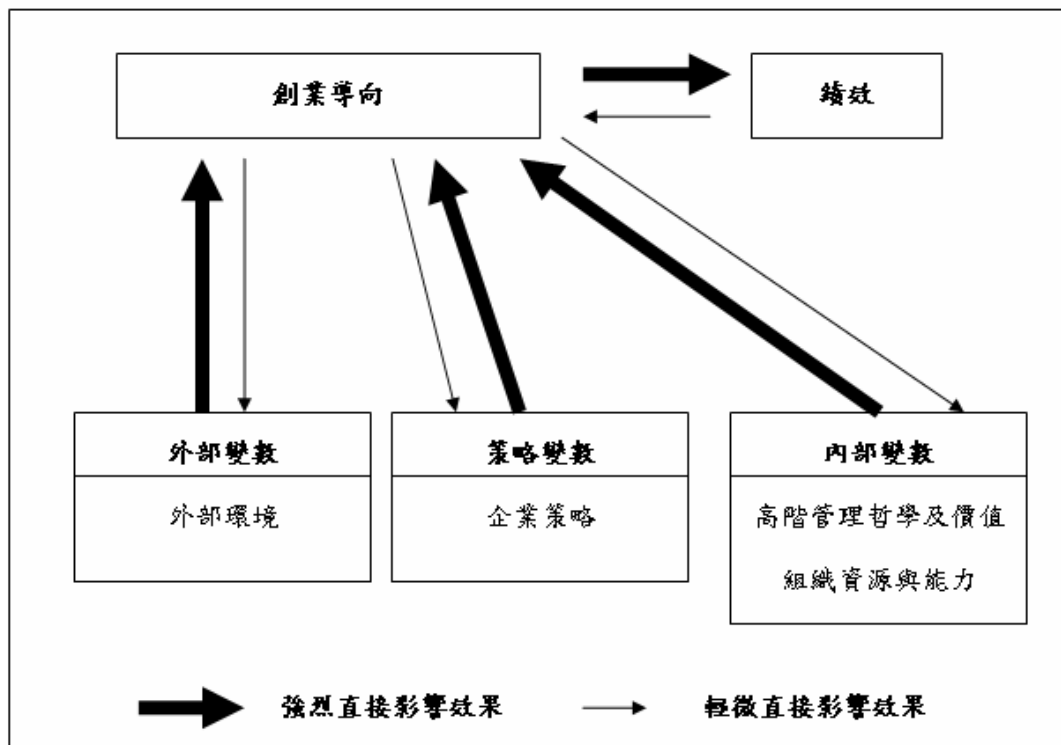 創業導向
績效
外部變數
外部環境
策略變數
企業策略
內部變數
高階管理哲學及價值
組織資源與能力
強烈直接影響效果
輕微直接影響效果